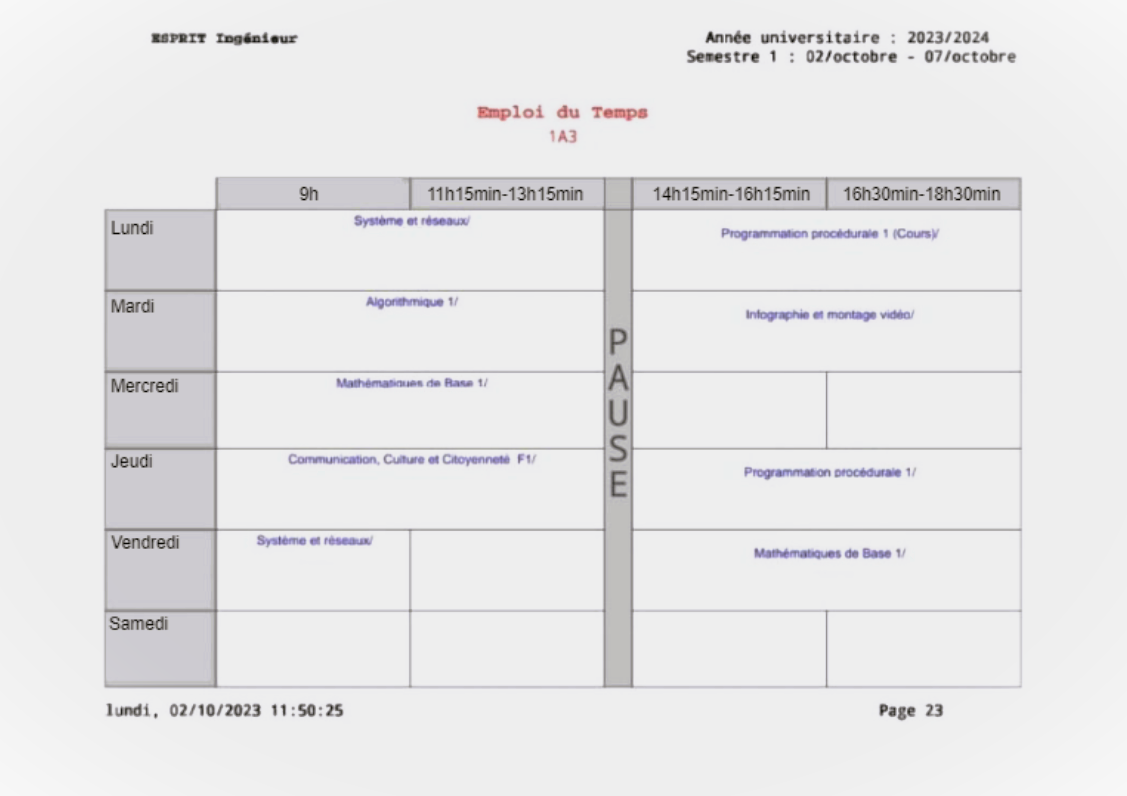 ESPRIT Ingénieur
Année universitaire : 2023/2024
Semestre 1 : 02/octobre - 07/octobre
Emploi du Temps
1A3
9h 11h15min-13h15min 14h15min-16h15min 16h30min-18h30min
Lundi Système et réseaux/ Programmation procédurale 1 (Cours)/
Mardi Algorithmique 1/ Infographie et montage vidéo/
PAUSE
Mercredi Mathématiques de Base 1/
Jeudi Communication, Culture et Citoyenneté F1/ Programmation procédurale 1/
Vendredi Système et réseaux/ Mathématiques de Base 1/
Samedi
lundi, 02/10/2023 11:50:25 Page 23